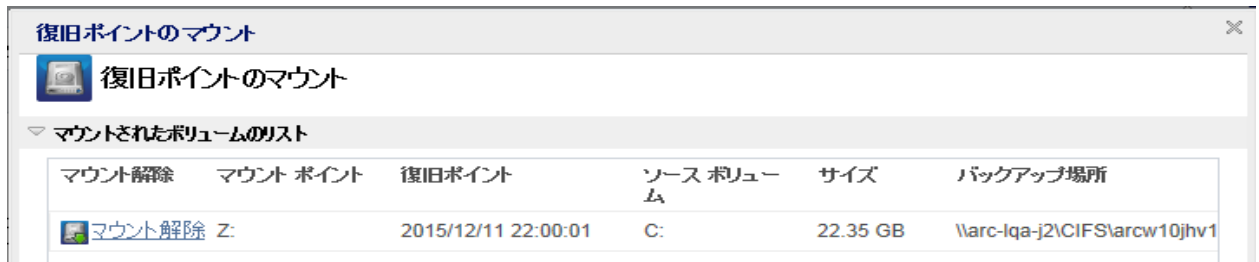 復旧ポイントのマウント
復旧ポイントのマウント
マウントされたボリュームのリスト
マウント解除 マウント ポイント 復旧ポイント ソース ボリューム サイズ バックアップ場所
マウント解除 Z: 2015/12/11 22:00:01 C: 22.35 GB \\arc-lqa-j2\CIFS\arcw10jhv1